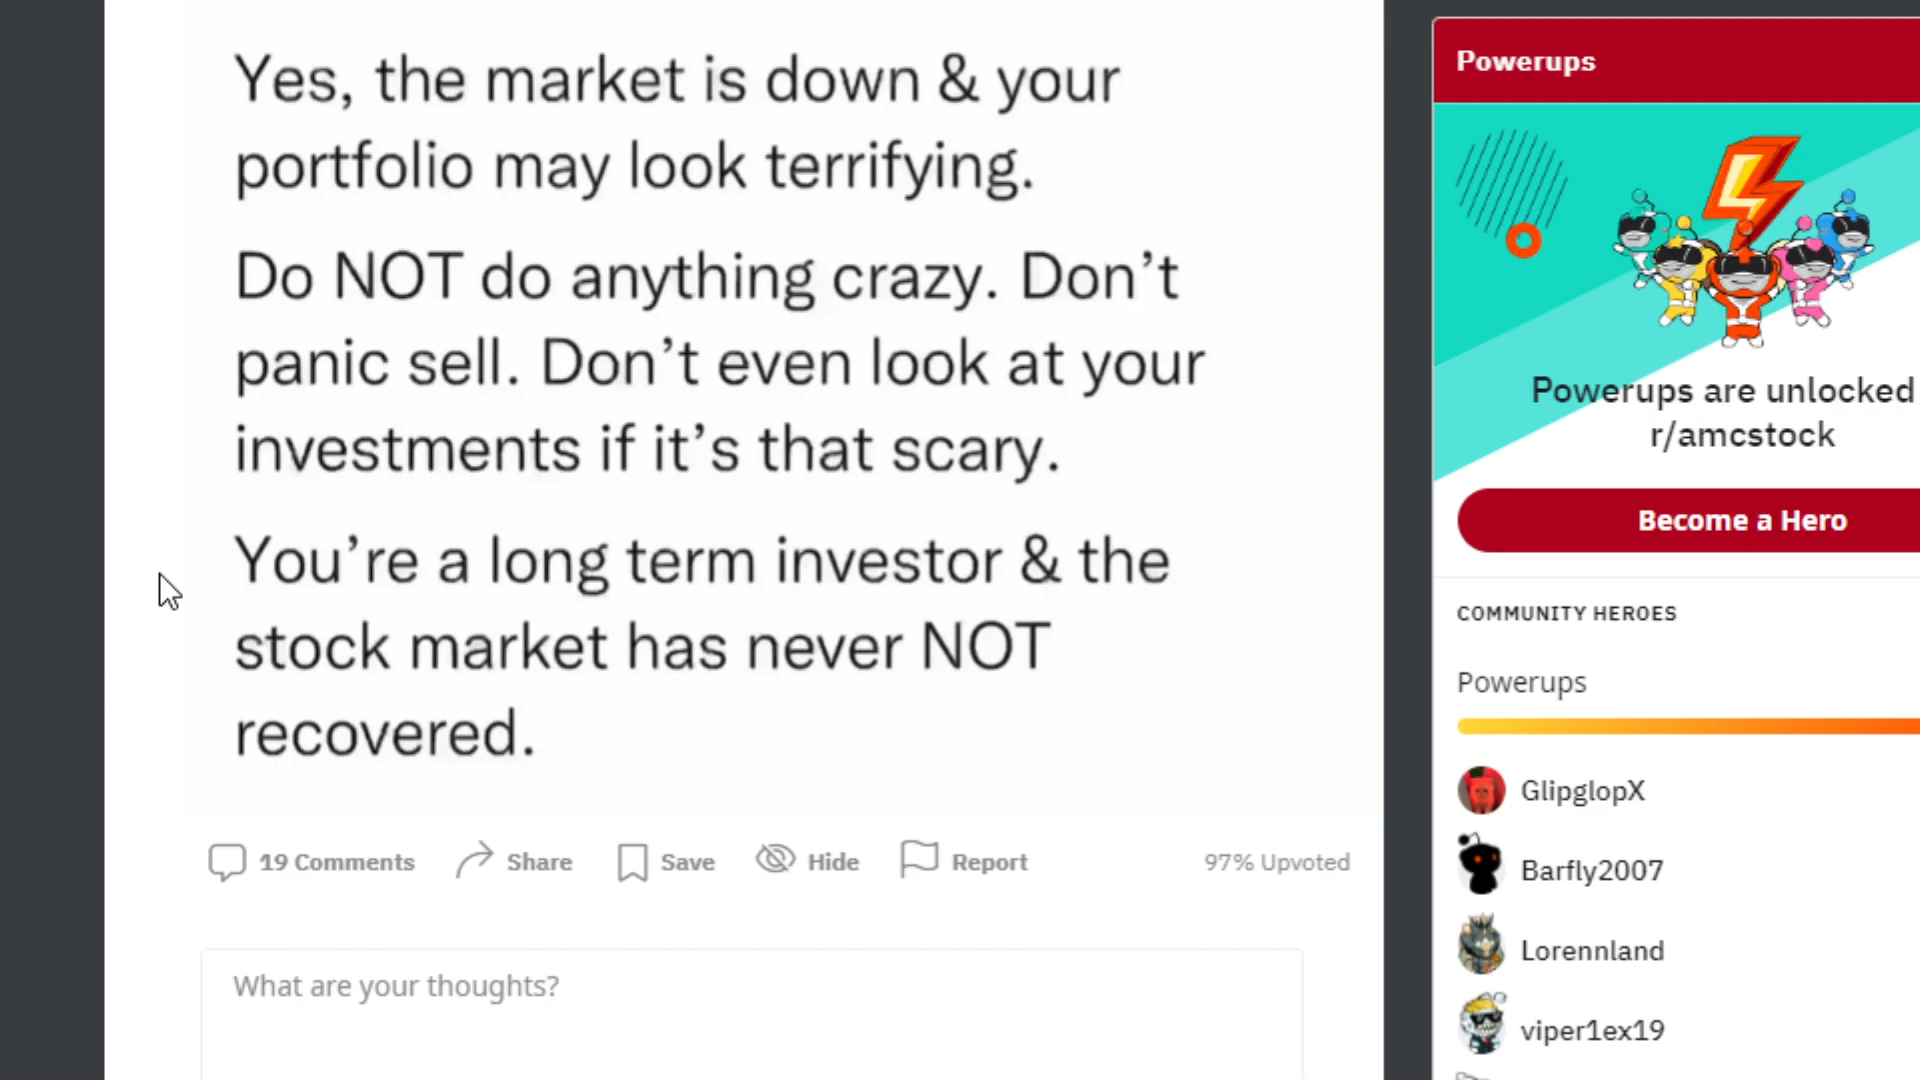 Yes, the market is down & your
portfolio may look terrifying.
Do NOT do anything crazy. Don’t
panic sell. Don’t even look at your
investments if it’s that scary.
You’re a long term investor & the
stock market has never NOT
recovered.
19 Comments
Share
Save
Hide
Report
97% Upvoted
What are your thoughts?
Powerups
Powerups are unlocked
r/amcstock
Become a Hero
COMMUNITY HEROES
Powerups
GlipglopX
Barfly2007
Lorennland
viper1ex19